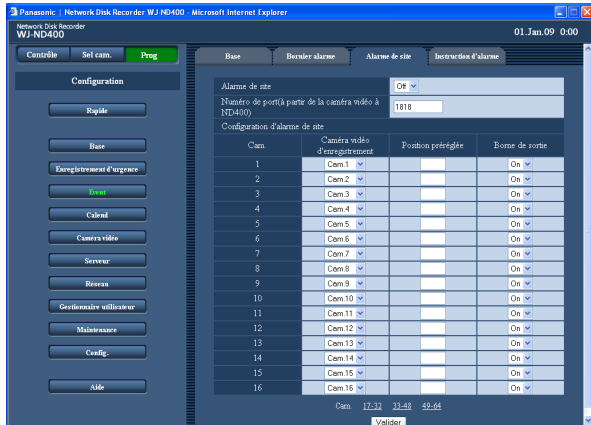 Panasonic | Network Disk Recorder WJ-ND400 - Microsoft Internet Explorer
Network Disk Recorder
WJ-ND400
01.Jan.09 0:00
Contrôle Sel cam. Prog
Configuration
Rapide
Base
Enregistrement d'urgence
Event
Calend
Caméra vidéo
Serveur
Réseau
Gestionnaire utilisateur
Maintenance
Config.
Aide
Base Bornier alarme Alarme de site Instruction d'alarme
Alarme de site Off
Numéro de port(à partir de la caméra vidéo à ND400) 1818
Configuration d'alarme de site
Cam. Caméra vidéo d'enregistrement Position préréglée Borne de sortie
1 Cam.1 On
2 Cam.2 On
3 Cam.3 On
4 Cam.4 On
5 Cam.5 On
6 Cam.6 On
7 Cam.7 On
8 Cam.8 On
9 Cam.9 On
10 Cam.10 On
11 Cam.11 On
12 Cam.12 On
13 Cam.13 On
14 Cam.14 On
15 Cam.15 On
16 Cam.16 On
Cam. 17-32 33-48 49-64
Valider